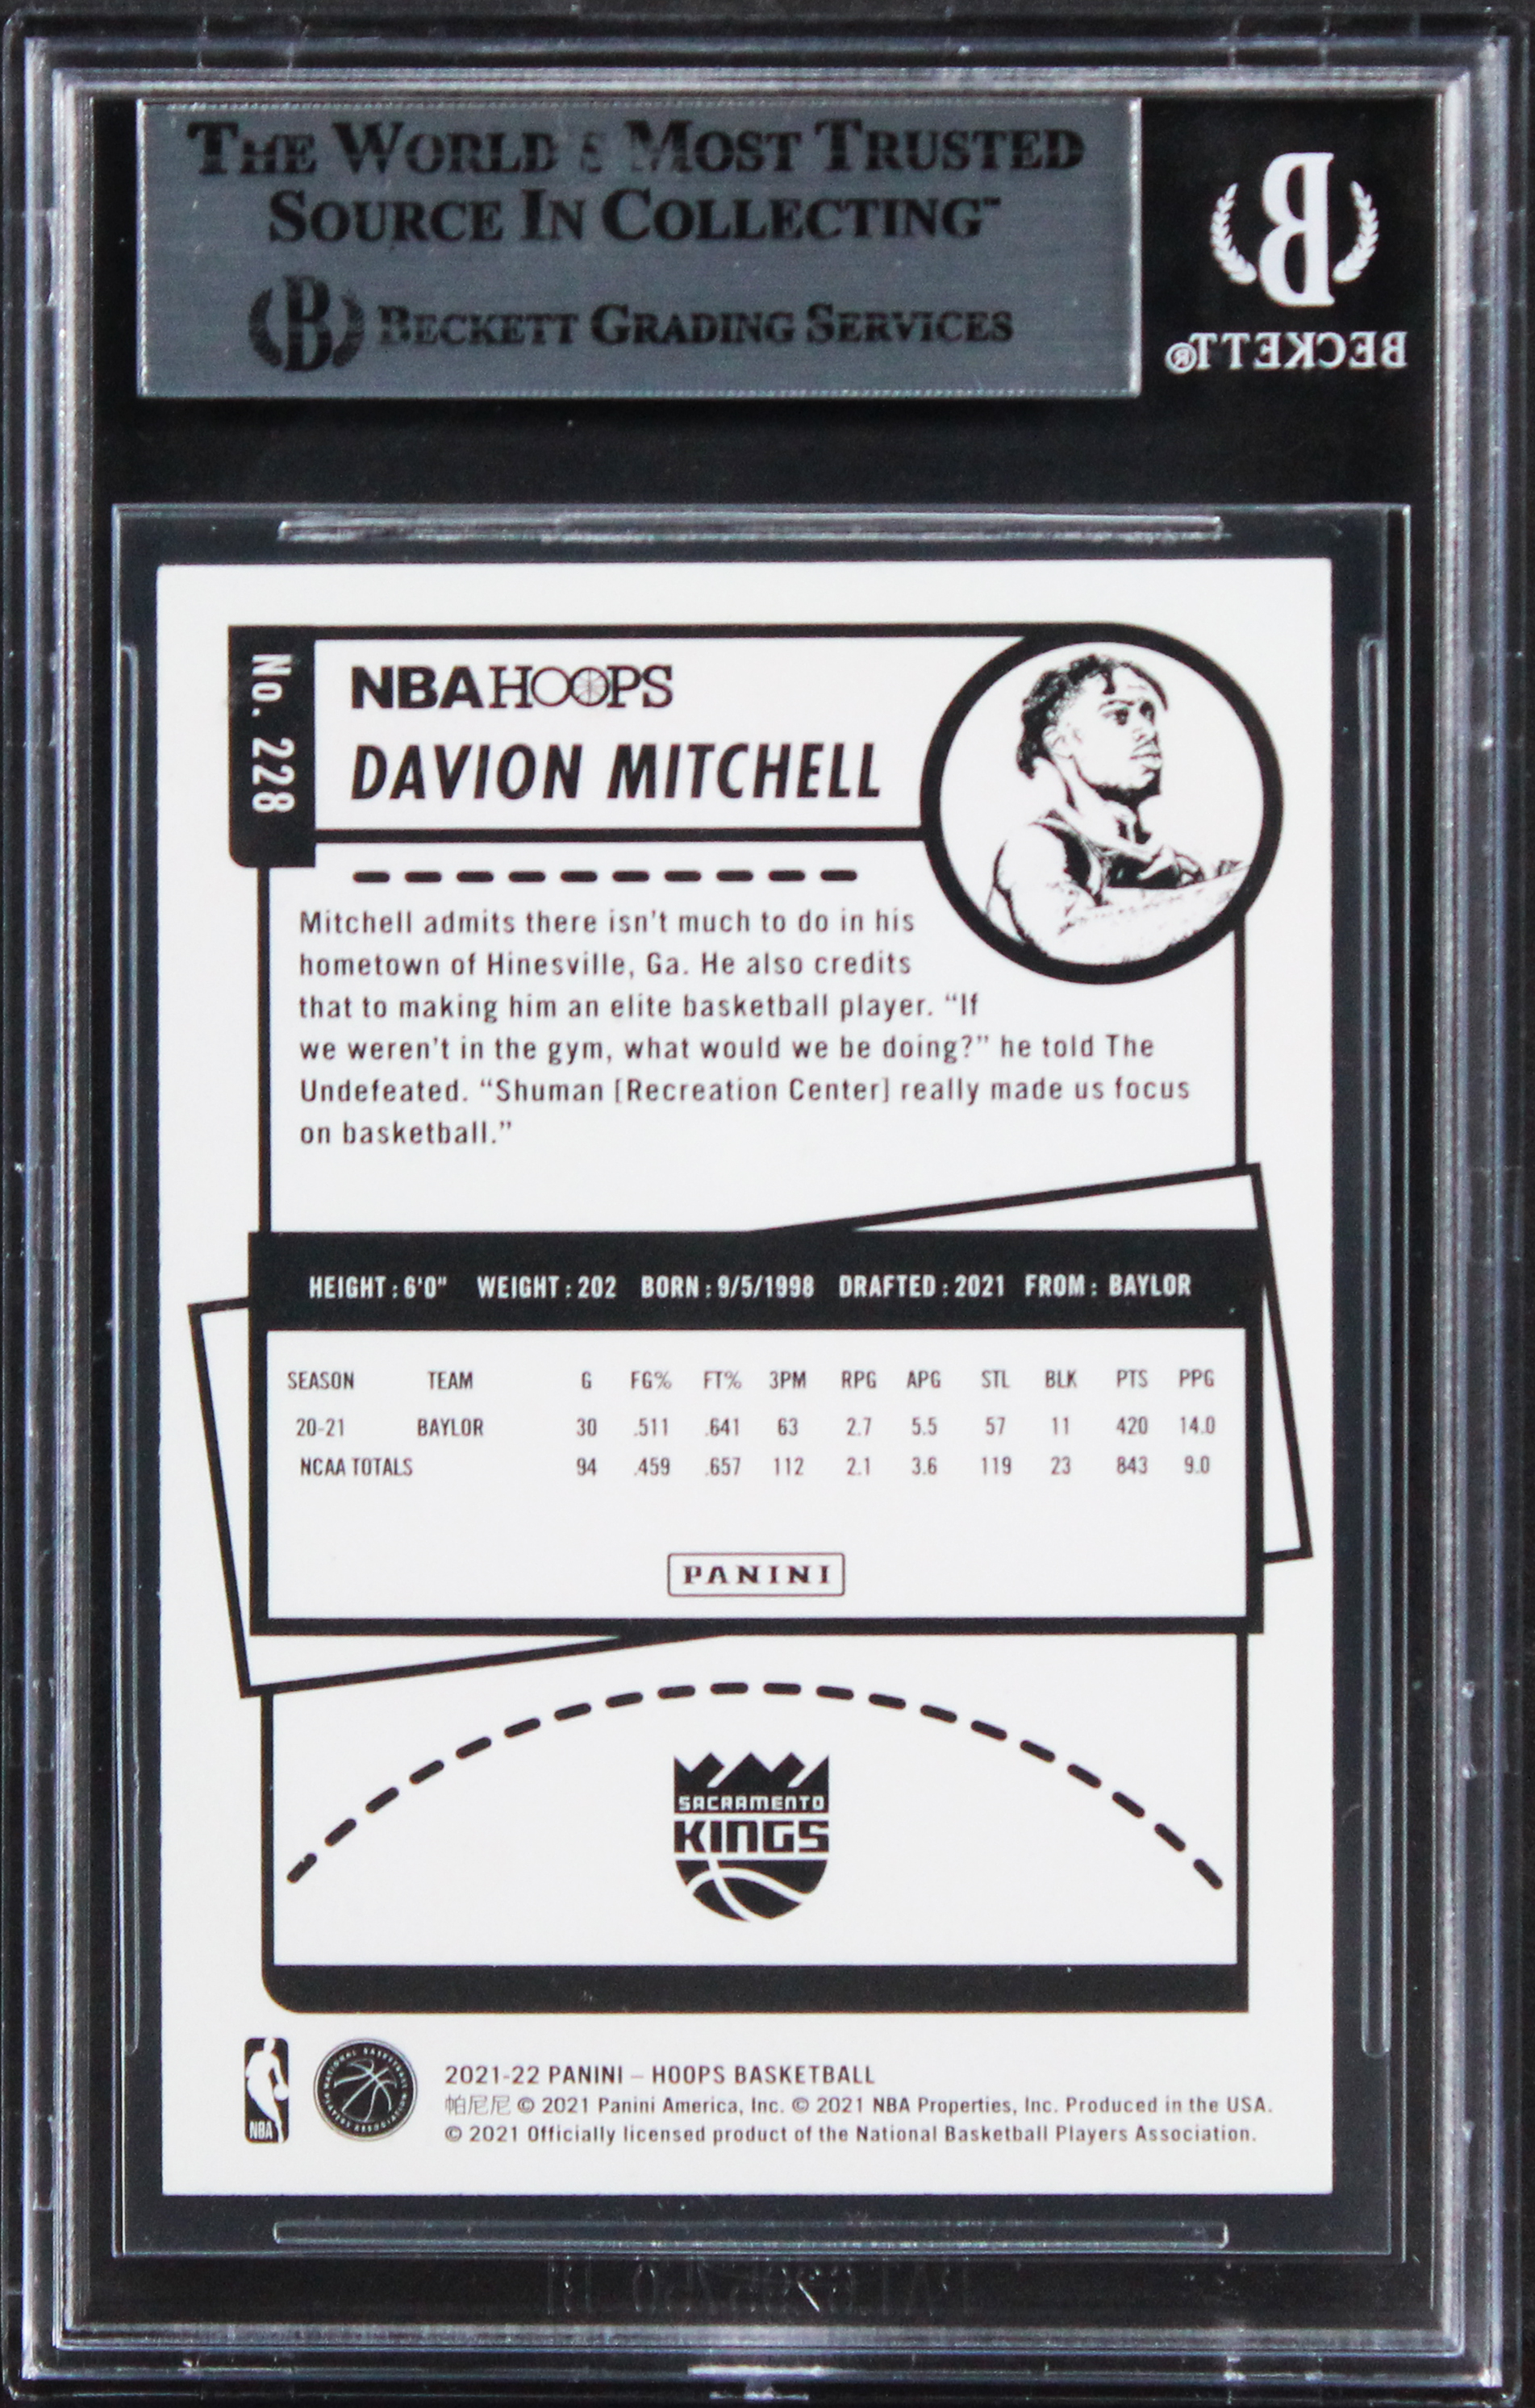 THE WORLD'S MOST TRUSTED
SOURCE IN COLLECTING™
B BECKETT GRADING SERVICES
B
BECKETT®
No. 228
NBA HOOPS
DAVION MITCHELL
Mitchell admits there isn't much to do in his
hometown of Hinesville, Ga. He also credits
that to making him an elite basketball player. “If
we weren't in the gym, what would we be doing?” he told The
Undefeated. “Shuman [Recreation Center] really made us focus
on basketball.”
HEIGHT : 6'0" WEIGHT : 202 BORN : 9/5/1998 DRAFTED : 2021 FROM : BAYLOR
SEASON TEAM G FG% FT% 3PM RPG APG STL BLK PTS PPG
20-21 BAYLOR 30 .511 .641 63 2.7 5.5 57 11 420 14.0
NCAA TOTALS 94 .459 .657 112 2.1 3.6 119 23 843 9.0
PANINI
SACRAMENTO
KINGS
NBA
NATIONAL BASKETBALL PLAYERS ASSOCIATION
2021-22 PANINI – HOOPS BASKETBALL
帕尼尼 © 2021 Panini America, Inc. © 2021 NBA Properties, Inc. Produced in the USA.
© 2021 Officially licensed product of the National Basketball Players Association.